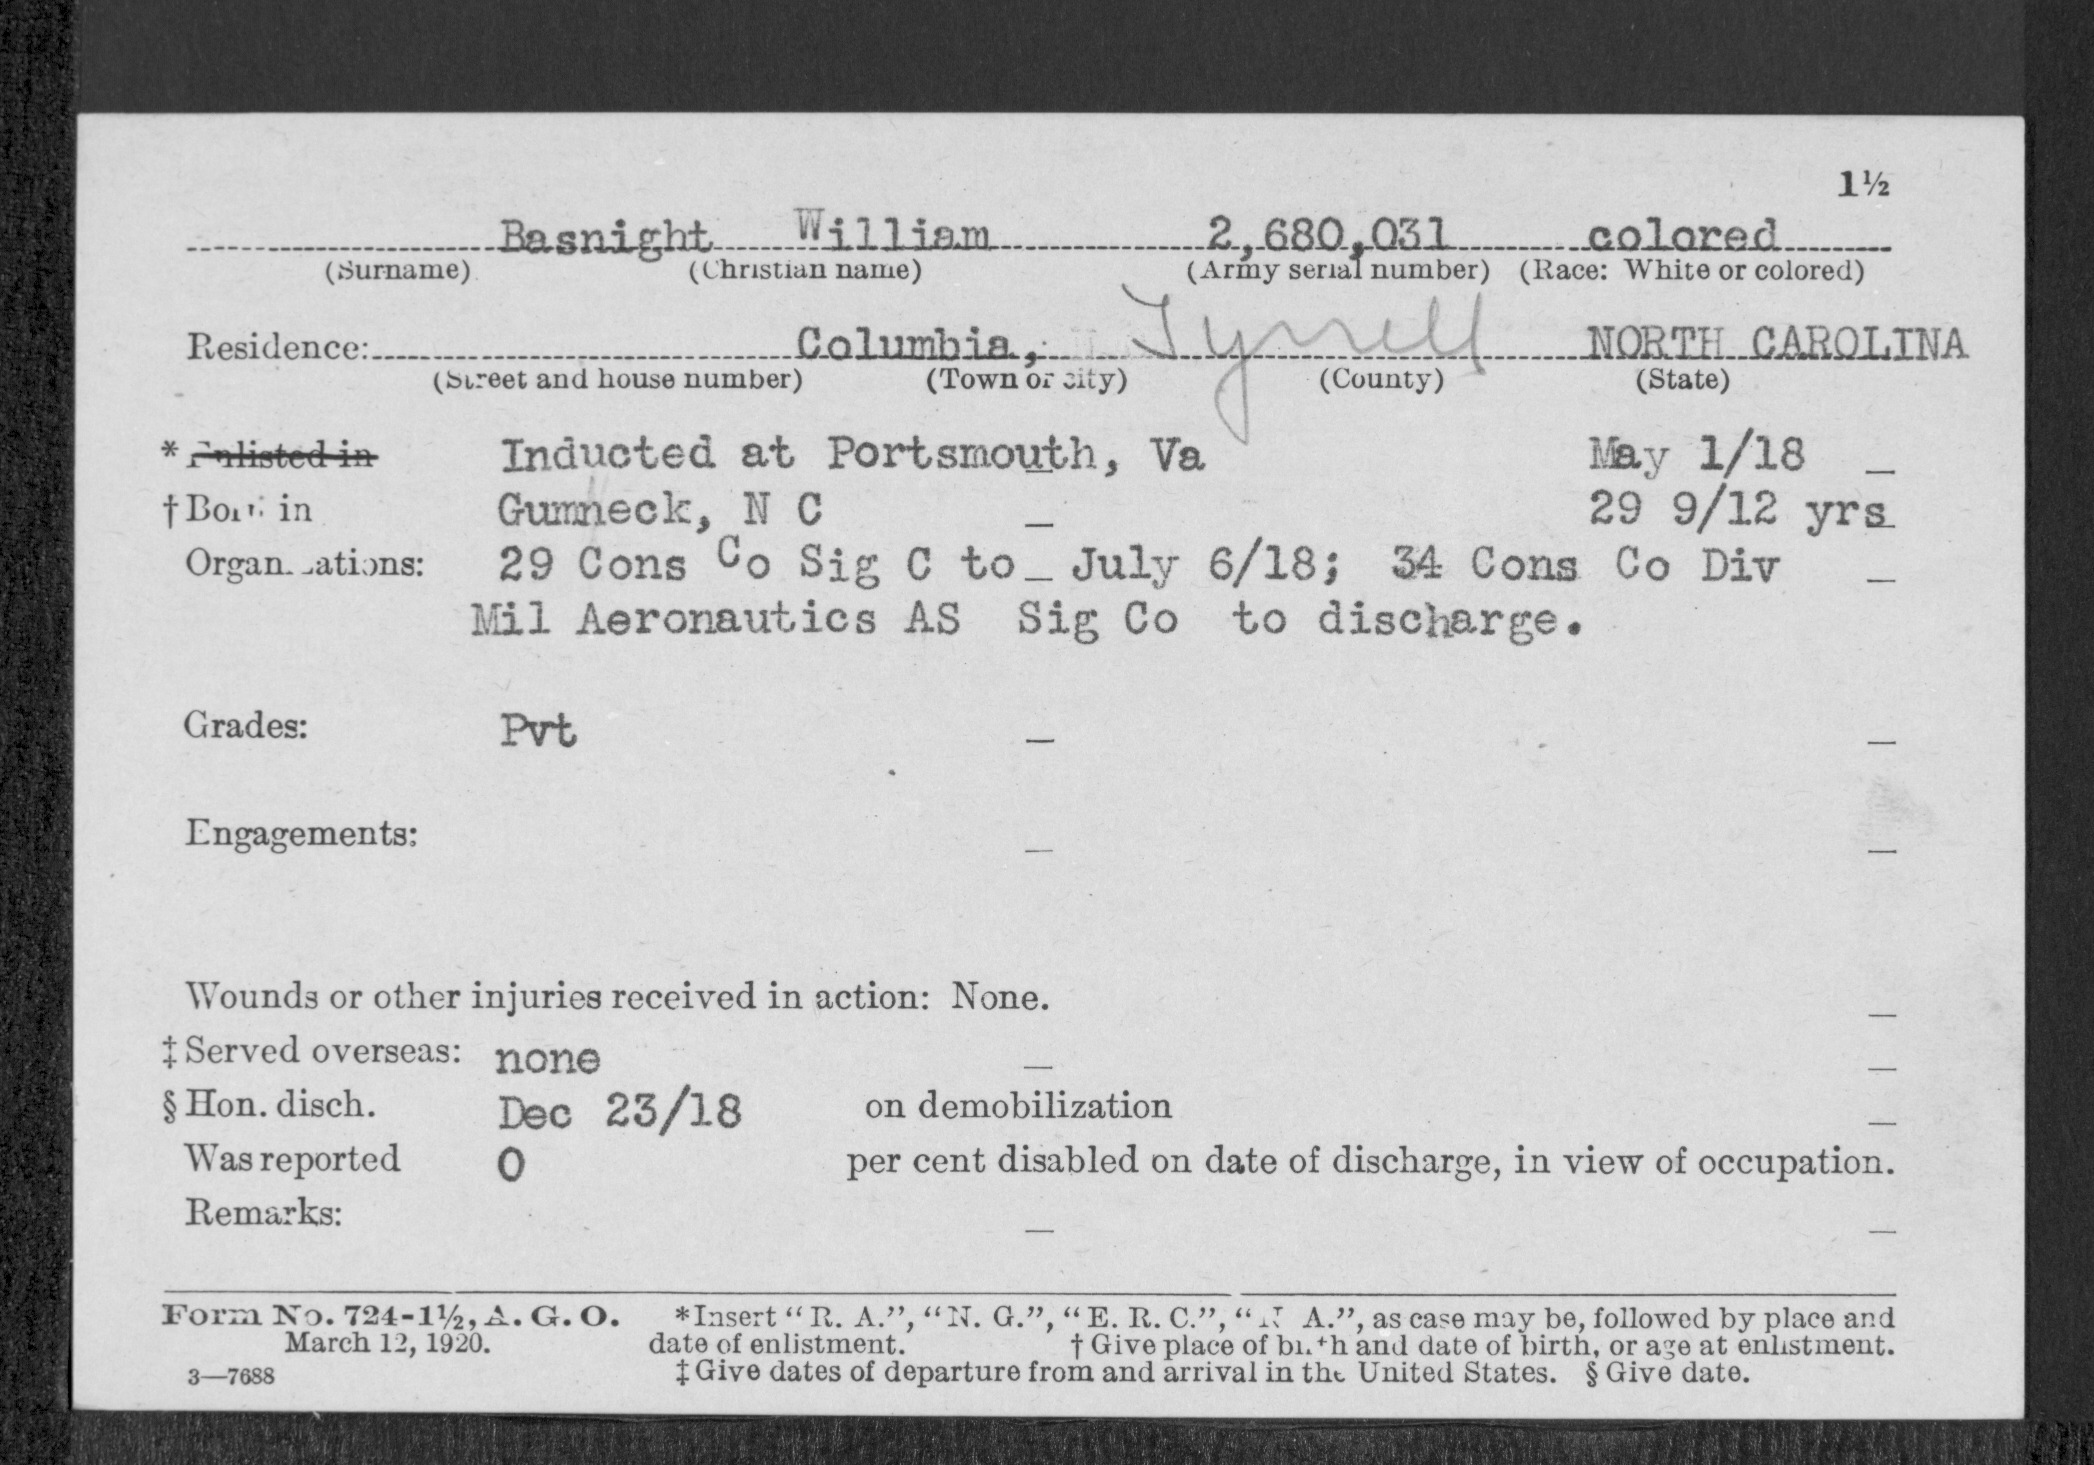 1½
Basnight William 2,680,031 colored
(Surname) (Christian name) (Army serial number) (Race: White or colored)
Residence: Columbia, Tyrrell NORTH CAROLINA
(Street and house number) (Town or city) (County) (State)
* Enlisted in Inducted at Portsmouth, Va May 1/18
† Born in Gumneck, N C 29 9/12 yrs
Organizations: 29 Cons Co Sig C to July 6/18; 34 Cons Co Div
Mil Aeronautics AS Sig Co to discharge.
Grades: Pvt
Engagements:
Wounds or other injuries received in action: None.
‡ Served overseas: none
§ Hon. disch. Dec 23/18 on demobilization
Was reported 0 per cent disabled on date of discharge, in view of occupation.
Remarks:
Form No. 724-1½, A. G. O. *Insert "R. A.", "N. G.", "E. R. C.", "N A.", as case may be, followed by place and
March 12, 1920. date of enlistment. † Give place of birth and date of birth, or age at enlistment.
3—7688 ‡ Give dates of departure from and arrival in the United States. § Give date.